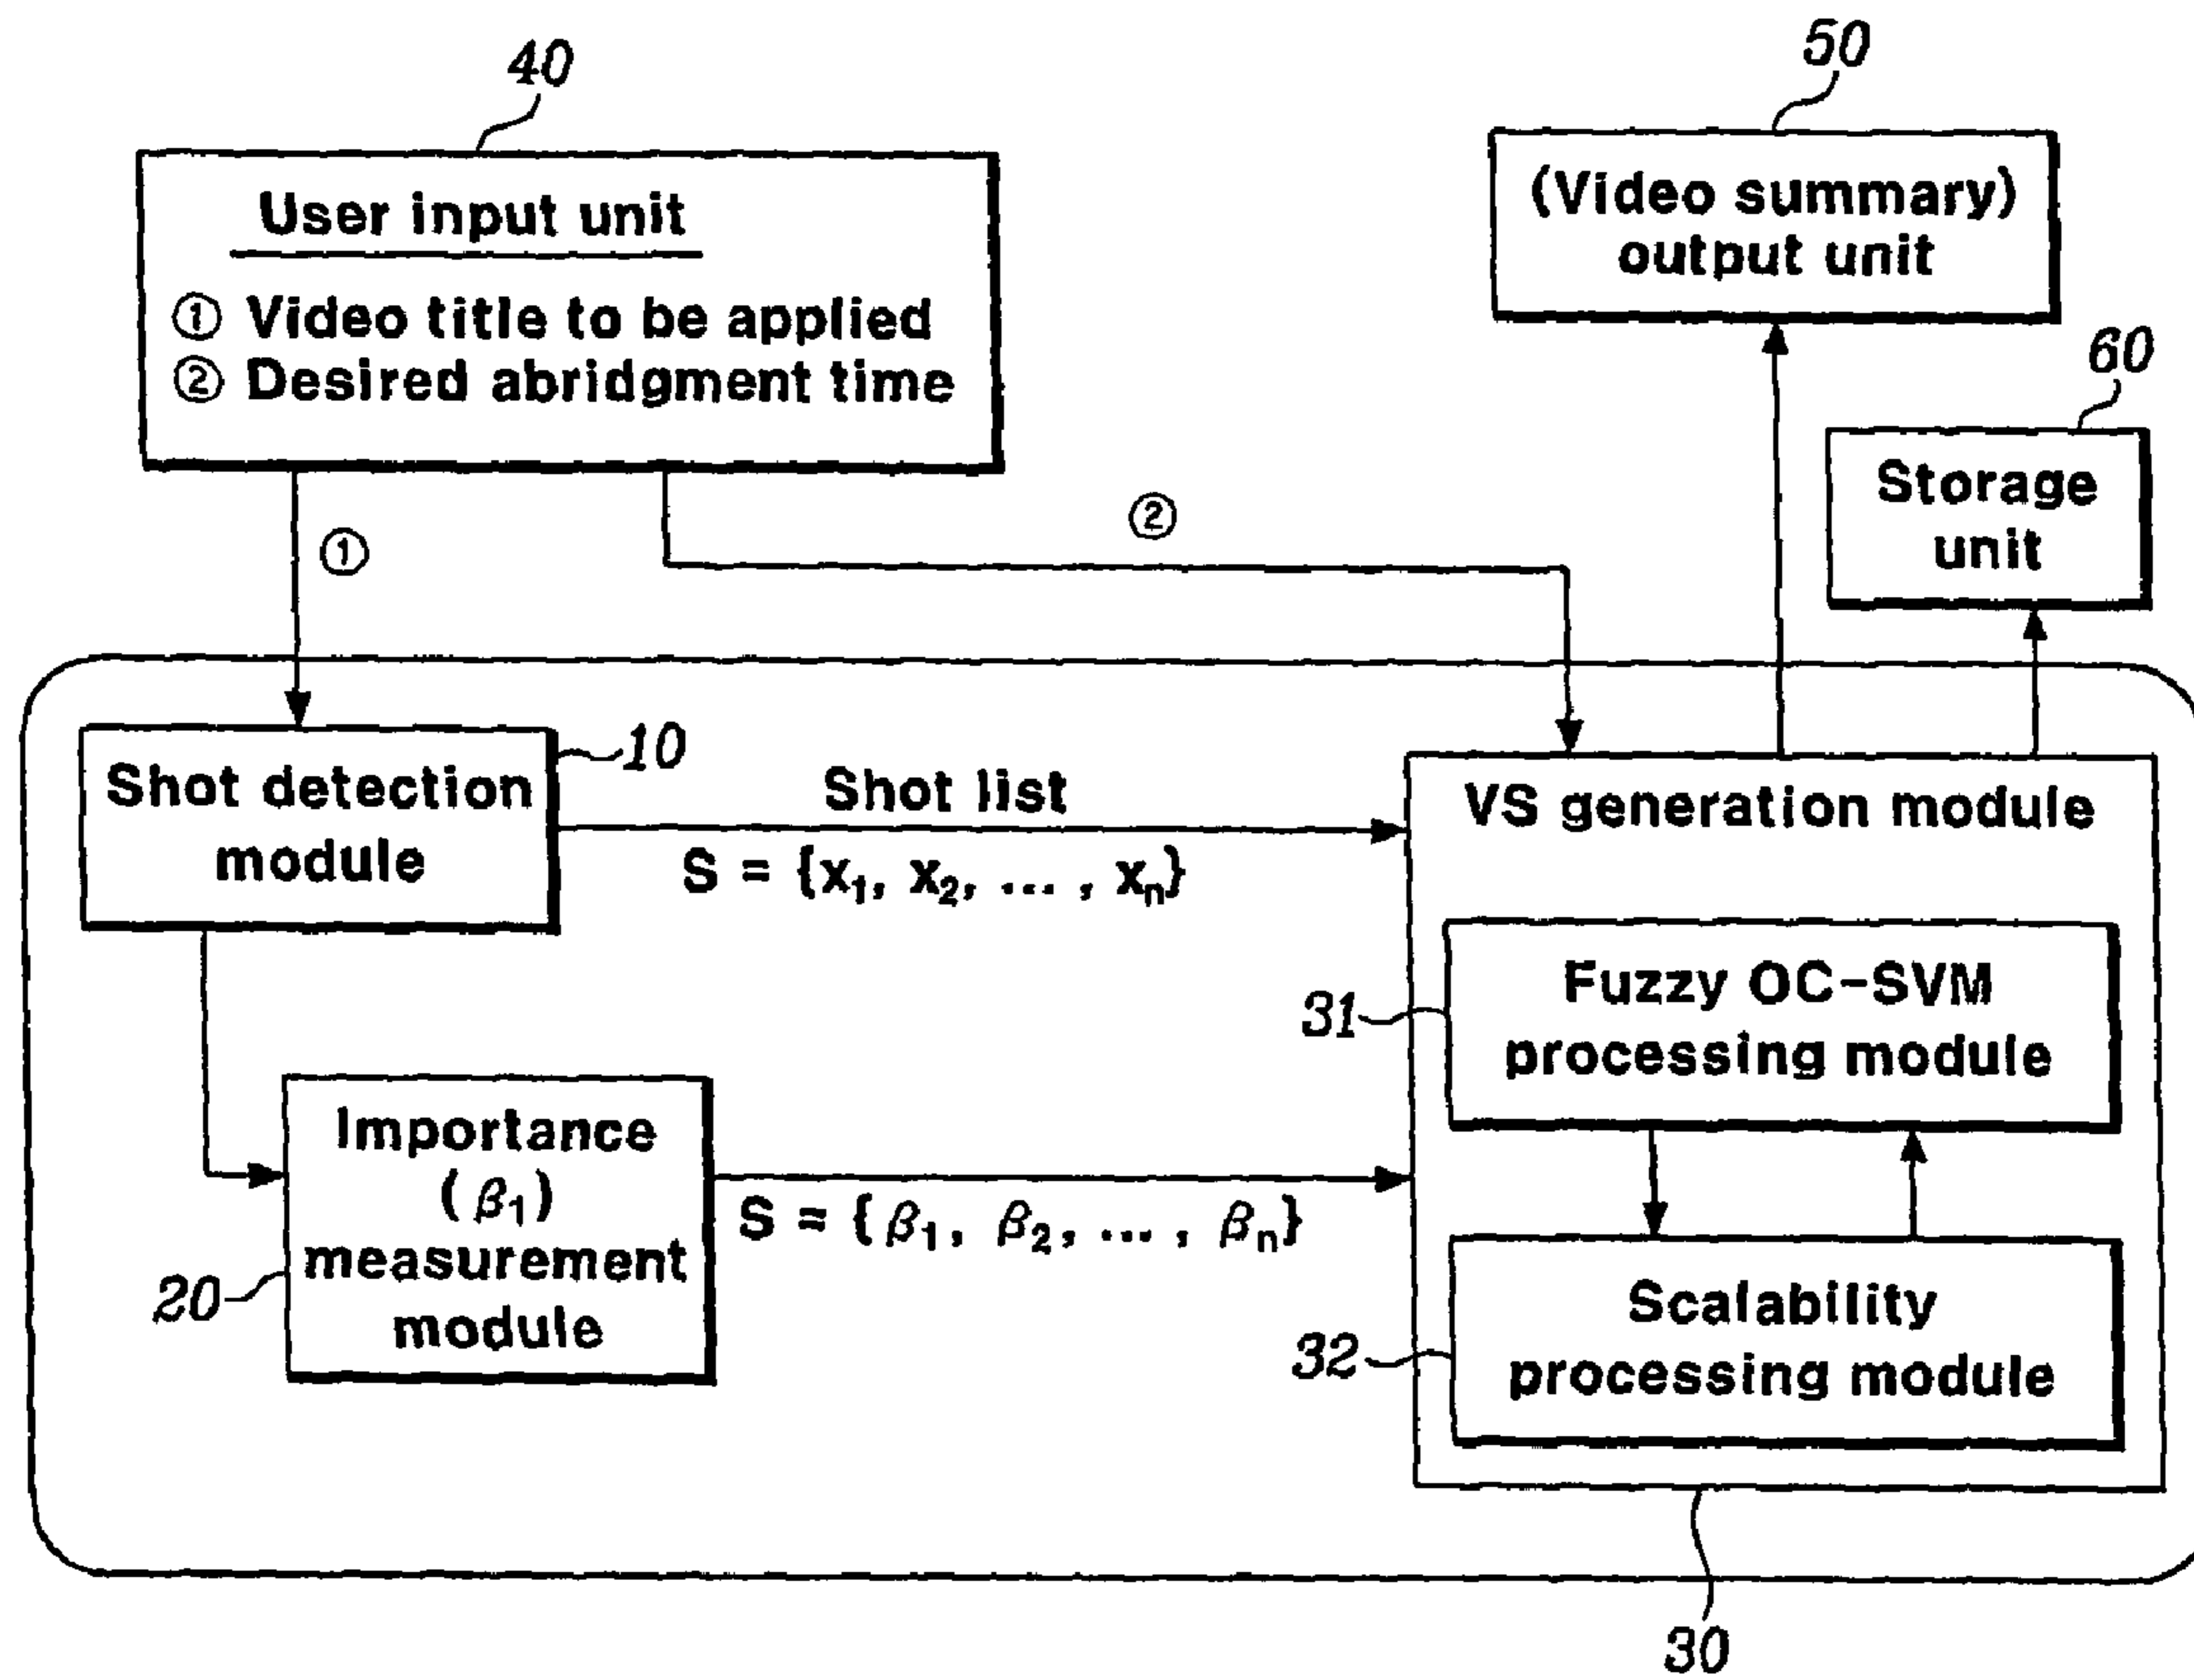 40
50
User input unit
① Video title to be applied
② Desired abridgment time
(Video summary)
output unit
60
Storage
unit
①
②
10
Shot detection
module
Shot list
S = {x₁, x₂, ... , xₙ}
VS generation module
31
Fuzzy OC-SVM
processing module
20
Importance
(β₁)
measurement
module
S = {β₁, β₂, ... , βₙ}
32
Scalability
processing module
30